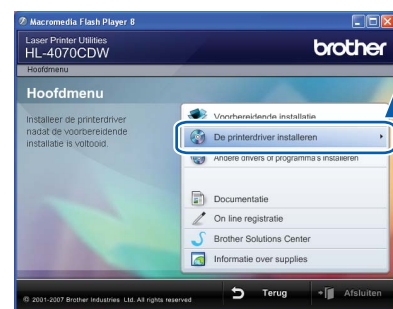 Macromedia Flash Player 8
Laser Printer Utilities
HL-4070CDW
brother
Hoofdmenu
Hoofdmenu
Installeer de printerdriver
nadat de voorbereidende
installatie is voltooid.
Voorbereidende installatie
De printerdriver installeren
Andere drivers of programma's installeren
Documentatie
On line registratie
Brother Solutions Center
Informatie over supplies
© 2001-2007 Brother Industries Ltd. All rights reserved
Terug
Afsluiten